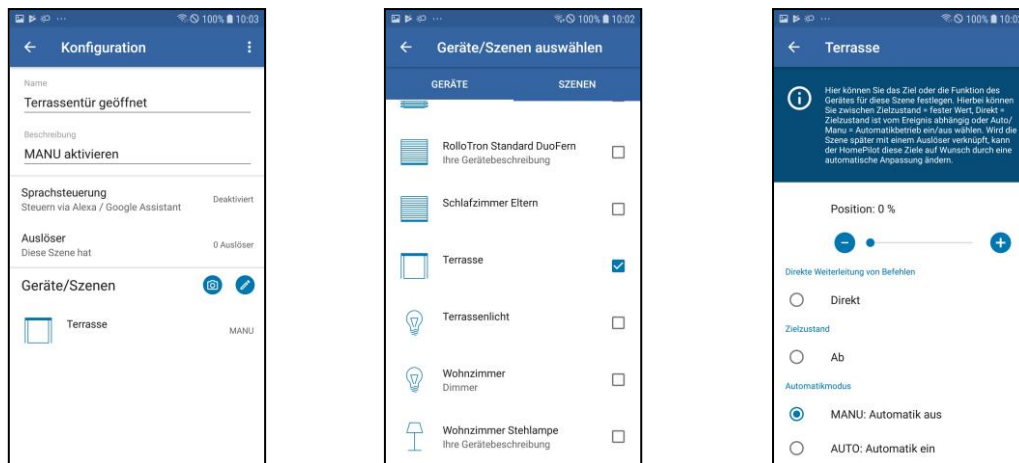 100% 10:03
Konfiguration
Name
Terrassentür geöffnet
Beschreibung
MANU aktivieren
Sprachsteuerung
Steuern via Alexa / Google Assistant
Deaktiviert
Auslöser
Diese Szene hat
0 Auslöser
Geräte/Szenen
Terrasse
MANU
100% 10:02
Geräte/Szenen auswählen
GERÄTE SZENEN
RolloTron Standard DuoFern
Ihre Gerätebeschreibung
Schlafzimmer Eltern
Terrasse
Terrassenlicht
Wohnzimmer
Dimmer
Wohnzimmer Stehlampe
Ihre Gerätebeschreibung
100%
Terrasse
Hier können Sie das Ziel oder die Funktion des
Gerätes für diese Szene festlegen. Hierbei können
Sie zwischen Zielzustand = fester Wert, Direkt =
Zielzustand ist vom Ereignis abhängig oder Auto/
Manu = Automatikbetrieb ein/aus wählen. Wird die
Szene später mit einem Auslöser verknüpft, kann
der HomePilot diese Ziele auf Wunsch durch eine
automatische Anpassung ändern.
Position: 0 %
Direkte Weiterleitung von Befehlen
Direkt
Zielzustand
Ab
Automatikmodus
MANU: Automatik aus
AUTO: Automatik ein